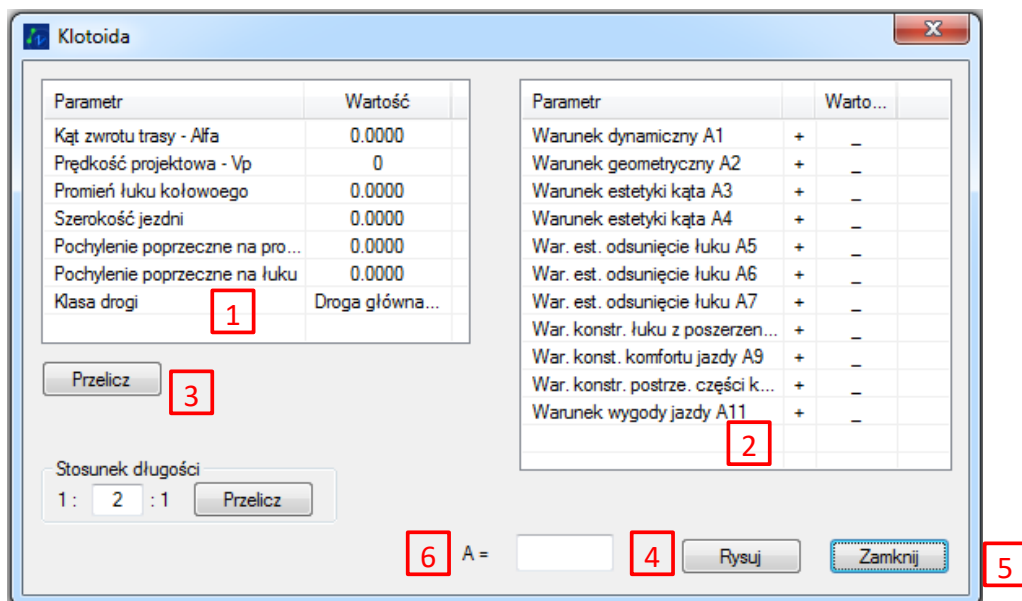 Klotoida
x
Parametr Wartość
Kąt zwrotu trasy - Alfa 0.0000
Prędkość projektowa - Vp 0
Promień łuku kołowoego 0.0000
Szerokość jezdni 0.0000
Pochylenie poprzeczne na pro... 0.0000
Pochylenie poprzeczne na łuku 0.0000
Klasa drogi Droga główna...
1
Przelicz
3
Stosunek długości
1 : 2 : 1 Przelicz
Parametr Warto...
Warunek dynamiczny A1 + _
Warunek geometryczny A2 + _
Warunek estetyki kąta A3 + _
Warunek estetyki kąta A4 + _
War. est. odsunięcie łuku A5 + _
War. est. odsunięcie łuku A6 + _
War. est. odsunięcie łuku A7 + _
War. konstr. łuku z poszerzen... + _
War. konst. komfortu jazdy A9 + _
War. konstr. postrze. części k... + _
Warunek wygody jazdy A11 + _
2
6 A = 4 Rysuj Zamknij 5